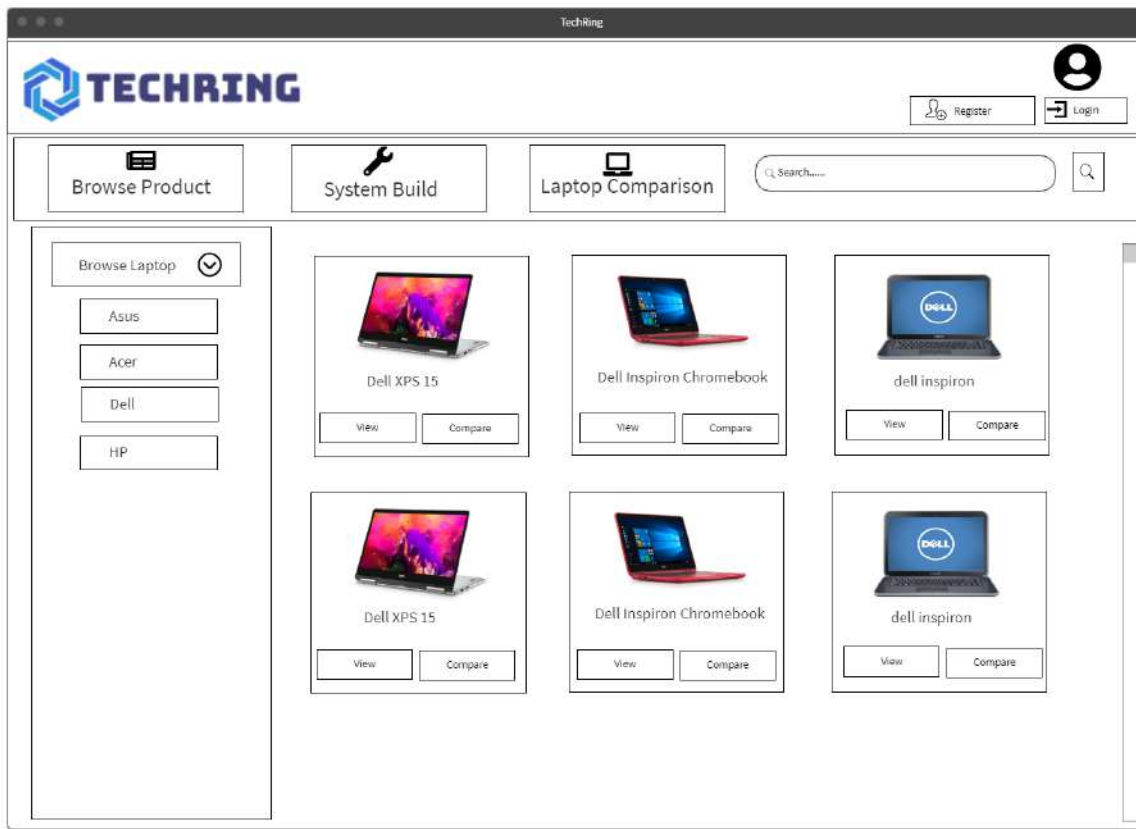 TechRing
TECHRING
Register
Login
Browse Product
System Build
Laptop Comparison
Search......
Browse Laptop
Asus
Acer
Dell
HP
Dell XPS 15
View
Compare
Dell Inspiron Chromebook
View
Compare
DELL
dell inspiron
View
Compare
Dell XPS 15
View
Compare
Dell Inspiron Chromebook
View
Compare
DELL
dell inspiron
View
Compare